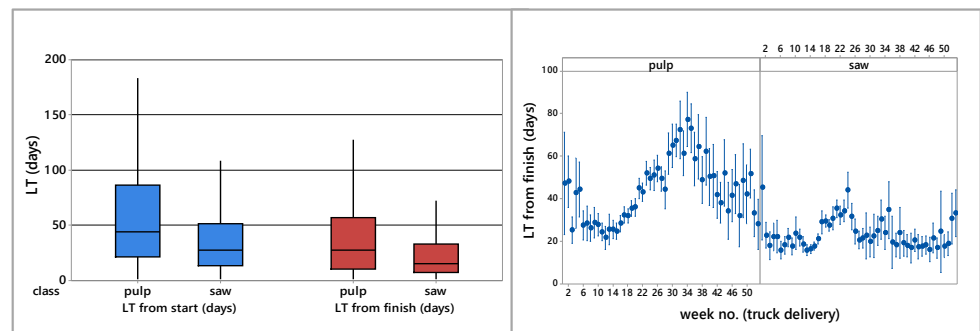 200
150
100
50
0
LT (days)
class
pulp saw pulp saw
LT from start (days) LT from finish (days)
2 6 10 14 18 22 26 30 34 38 42 46 50
pulp saw
100
80
60
40
20
0
LT from finish (days)
2 6 10 14 18 22 26 30 34 38 42 46 50
week no. (truck delivery)